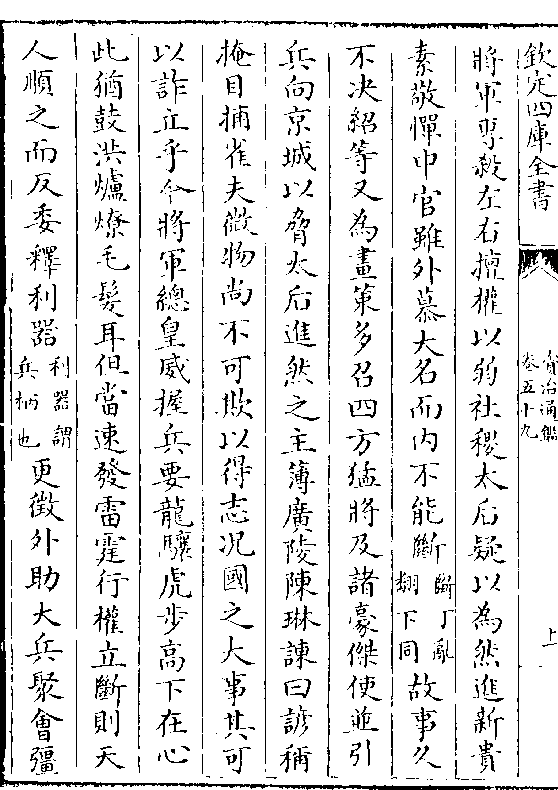 欽定四庫全書
資治通鑑
卷五十九
上
將軍專殺左右擅權以弱社稷太后疑以為然進新貴
素敬憚中官雖外慕大名而内不能斷斷丁亂翻下同故事久
不决紹等又為畫策多召四方猛將及諸豪傑使並引
兵向京城以脅太后進然之主簿廣陵陳琳諫曰諺稱
掩目捕雀夫微物尚不可欺以得志况國之大事其可
以詐立乎今將軍總皇威握兵要龍驤虎步高下在心
此猶鼓洪爐燎毛髮耳但當速發雷霆行權立斷則天
人順之而反委釋利器利器謂兵柄也更徵外助大兵聚會彊